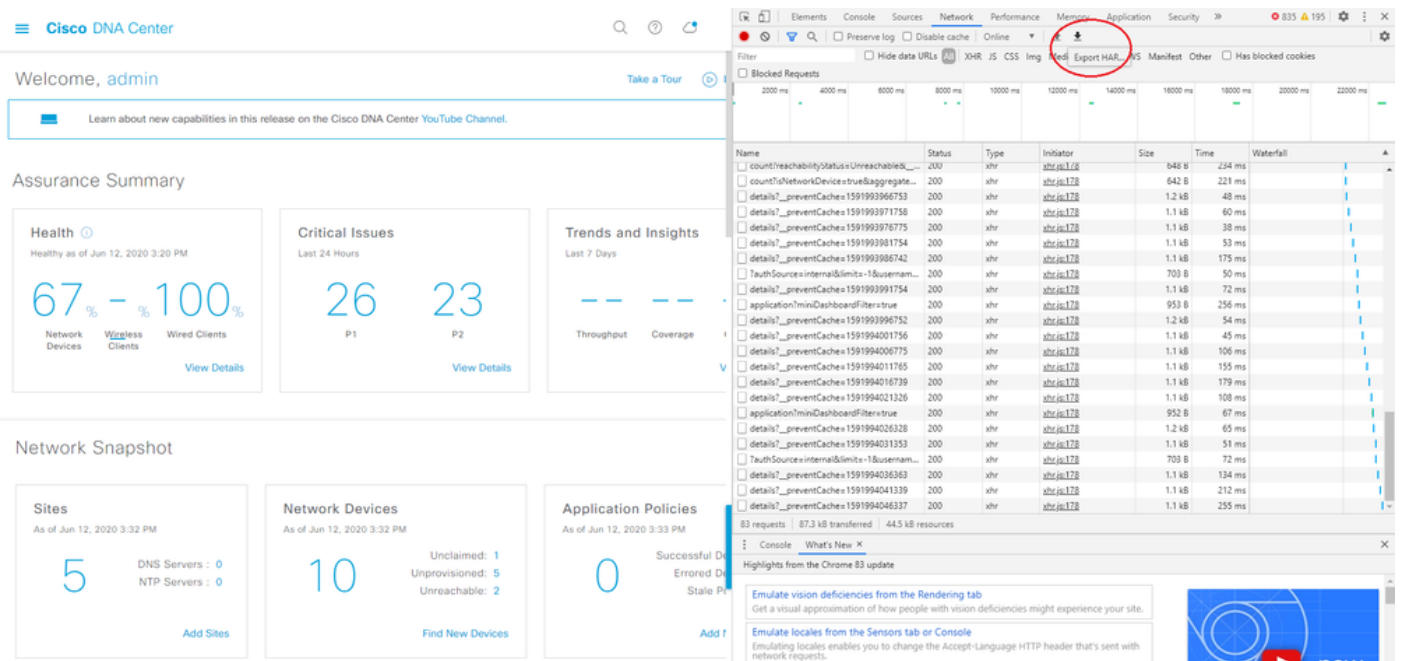 Cisco DNA Center
Welcome, admin
Take a Tour
Learn about new capabilities in this release on the Cisco DNA Center YouTube Channel.
Assurance Summary
Health
Healthy as of Jun 12, 2020 3:20 PM
67% –% 100%
Network Devices
Wireless Clients
Wired Clients
View Details
Critical Issues
Last 24 Hours
26 23
P1 P2
View Details
Trends and Insights
Last 7 Days
-- -- -
Throughput Coverage
Network Snapshot
Sites
As of Jun 12, 2020 3:32 PM
5
DNS Servers : 0
NTP Servers : 0
Add Sites
Network Devices
As of Jun 12, 2020 3:32 PM
10
Unclaimed: 1
Unprovisioned: 5
Unreachable: 2
Find New Devices
Application Policies
As of Jun 12, 2020 3:33 PM
0
Successful De
Errored De
Stale P
Add
Elements Console Sources Network Performance Memory Application Security » 835 195
Preserve log Disable cache Online
Filter Hide data URLs All XHR JS CSS Img Medi Export HAR... WS Manifest Other Has blocked cookies
Blocked Requests
2000 ms 4000 ms 6000 ms 8000 ms 10000 ms 12000 ms 14000 ms 16000 ms 18000 ms 20000 ms 22000 ms
Name Status Type Initiator Size Time Waterfall
count?reachabilityStatus=Unreachable&__... 200 xhr xhr.js:178 648 B 234 ms
count?isNetworkDevice=true&aggregate... 200 xhr xhr.js:178 642 B 221 ms
details?__preventCache=1591993966753 200 xhr xhr.js:178 1.2 kB 48 ms
details?__preventCache=1591993971758 200 xhr xhr.js:178 1.1 kB 60 ms
details?__preventCache=1591993976775 200 xhr xhr.js:178 1.1 kB 38 ms
details?__preventCache=1591993981754 200 xhr xhr.js:178 1.1 kB 53 ms
details?__preventCache=1591993986742 200 xhr xhr.js:178 1.1 kB 175 ms
?authSource=internal&limit=-1&usernam... 200 xhr xhr.js:178 703 B 50 ms
details?__preventCache=1591993991754 200 xhr xhr.js:178 1.1 kB 72 ms
application?miniDashboardFilter=true 200 xhr xhr.js:178 953 B 256 ms
details?__preventCache=1591993996752 200 xhr xhr.js:178 1.2 kB 54 ms
details?__preventCache=1591994001756 200 xhr xhr.js:178 1.1 kB 45 ms
details?__preventCache=1591994006775 200 xhr xhr.js:178 1.1 kB 106 ms
details?__preventCache=1591994011765 200 xhr xhr.js:178 1.1 kB 155 ms
details?__preventCache=1591994016739 200 xhr xhr.js:178 1.1 kB 179 ms
details?__preventCache=1591994021326 200 xhr xhr.js:178 1.1 kB 108 ms
application?miniDashboardFilter=true 200 xhr xhr.js:178 952 B 67 ms
details?__preventCache=1591994026328 200 xhr xhr.js:178 1.2 kB 65 ms
details?__preventCache=1591994031353 200 xhr xhr.js:178 1.1 kB 51 ms
?authSource=internal&limit=-1&usernam... 200 xhr xhr.js:178 703 B 72 ms
details?__preventCache=1591994036363 200 xhr xhr.js:178 1.1 kB 134 ms
details?__preventCache=1591994041339 200 xhr xhr.js:178 1.1 kB 212 ms
details?__preventCache=1591994046337 200 xhr xhr.js:178 1.1 kB 255 ms
83 requests 87.3 kB transferred 44.5 kB resources
Console What's New ×
Highlights from the Chrome 83 update
Emulate vision deficiencies from the Rendering tab
Get a visual approximation of how people with vision deficiencies might experience your site.
Emulate locales from the Sensors tab or Console
Emulating locales enables you to change the Accept-Language HTTP header that's sent with
network requests.